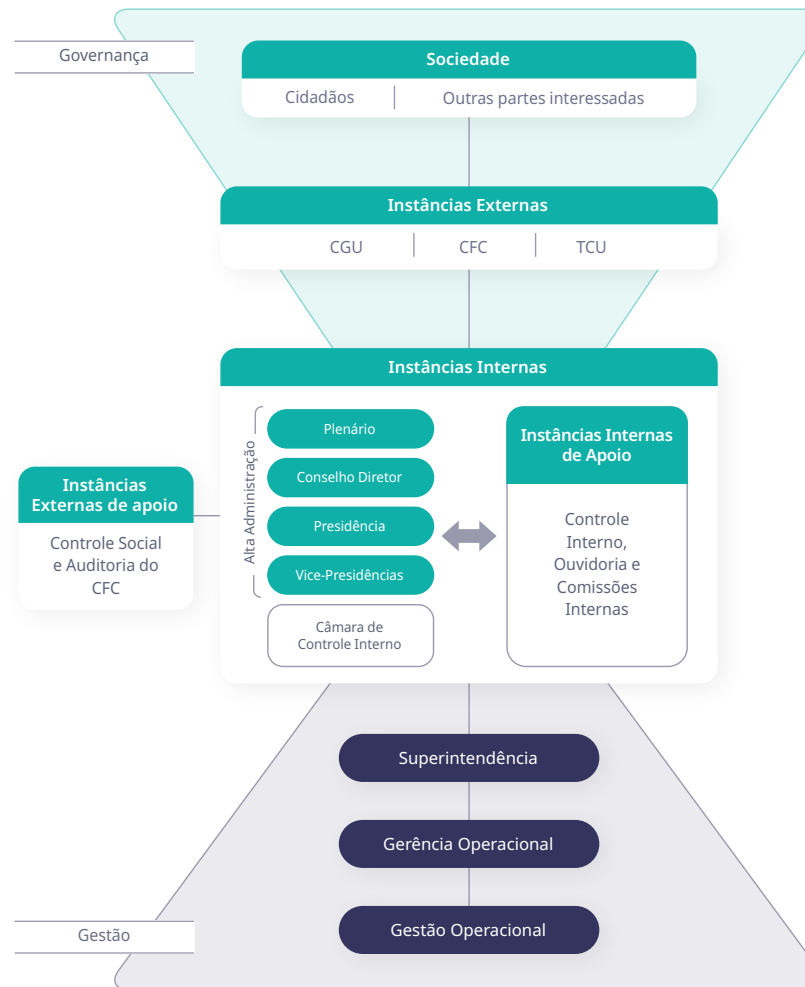 Governança
Sociedade
Cidadãos
Outras partes interessadas
Instâncias Externas
CGU
CFC
TCU
Instâncias Internas
Alta Administração
Plenário
Conselho Diretor
Presidência
Vice-Presidências
Câmara de
Controle Interno
Instâncias Internas
de Apoio
Controle
Interno,
Ouvidoria e
Comissões
Internas
Instâncias
Externas de apoio
Controle Social
e Auditoria do
CFC
Superintendência
Gerência Operacional
Gestão Operacional
Gestão